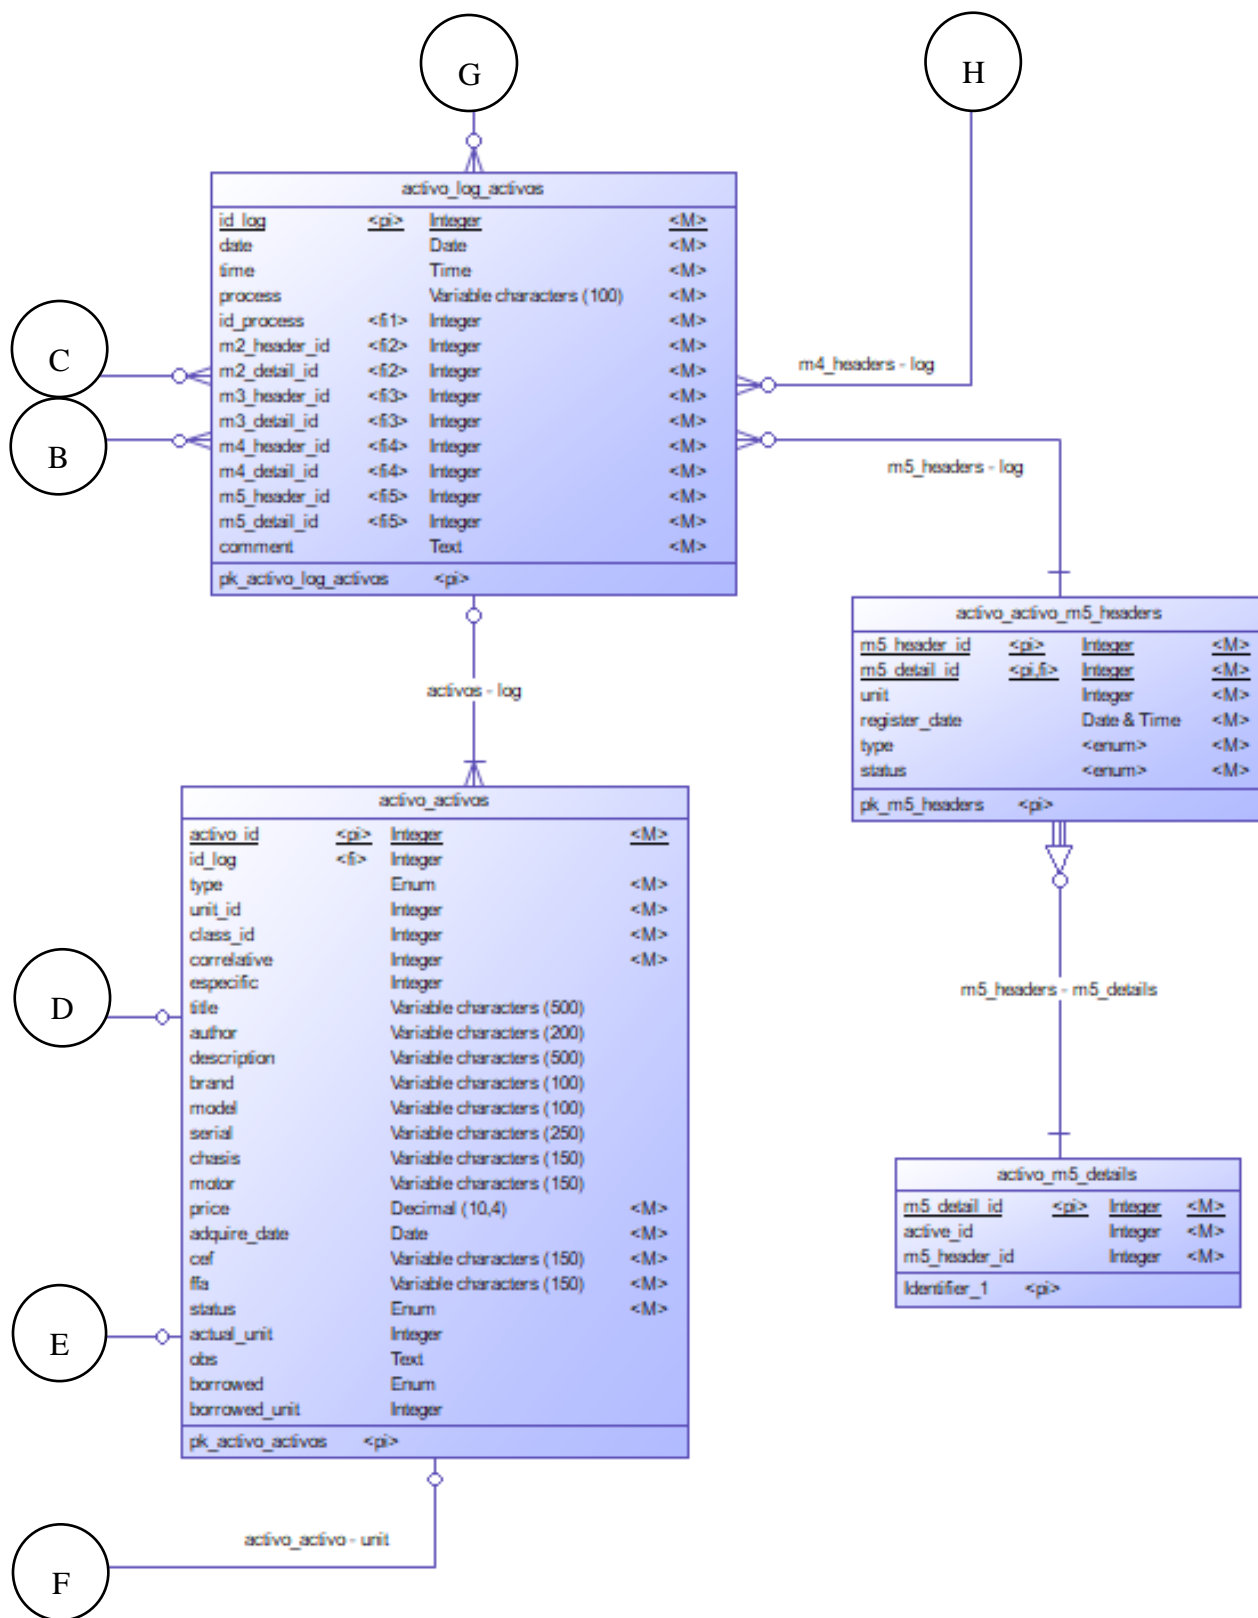 G
H
activo_log_activos
id_log <pi> Integer <M>
date Date <M>
time Time <M>
process Variable characters (100) <M>
id_process <fi1> Integer <M>
m2_header_id <fi2> Integer <M>
m2_detail_id <fi2> Integer <M>
m3_header_id <fi3> Integer <M>
m3_detail_id <fi3> Integer <M>
m4_header_id <fi4> Integer <M>
m4_detail_id <fi4> Integer <M>
m5_header_id <fi5> Integer <M>
m5_detail_id <fi5> Integer <M>
comment Text <M>
pk_activo_log_activos <pi>
C
B
m4_headers - log
m5_headers - log
activo_activo_m5_headers
m5_header_id <pi> Integer <M>
m5_detail_id <pi,fi> Integer <M>
unit Integer <M>
register_date Date & Time <M>
type <enum> <M>
status <enum> <M>
pk_m5_headers <pi>
activos - log
activo_activos
activo_id <pi> Integer <M>
id_log <fi> Integer
type Enum <M>
unit_id Integer <M>
class_id Integer <M>
correlative Integer <M>
especific Integer
title Variable characters (500)
author Variable characters (200)
description Variable characters (500)
brand Variable characters (100)
model Variable characters (100)
serial Variable characters (250)
chasis Variable characters (150)
motor Variable characters (150)
price Decimal (10,4) <M>
adquire_date Date <M>
cef Variable characters (150) <M>
ffa Variable characters (150) <M>
status Enum <M>
actual_unit Integer
obs Text
borrowed Enum
borrowed_unit Integer
pk_activo_activos <pi>
D
E
m5_headers - m5_details
activo_m5_details
m5_detail_id <pi> Integer <M>
active_id Integer <M>
m5_header_id Integer <M>
Identifier_1 <pi>
activo_activo - unit
F